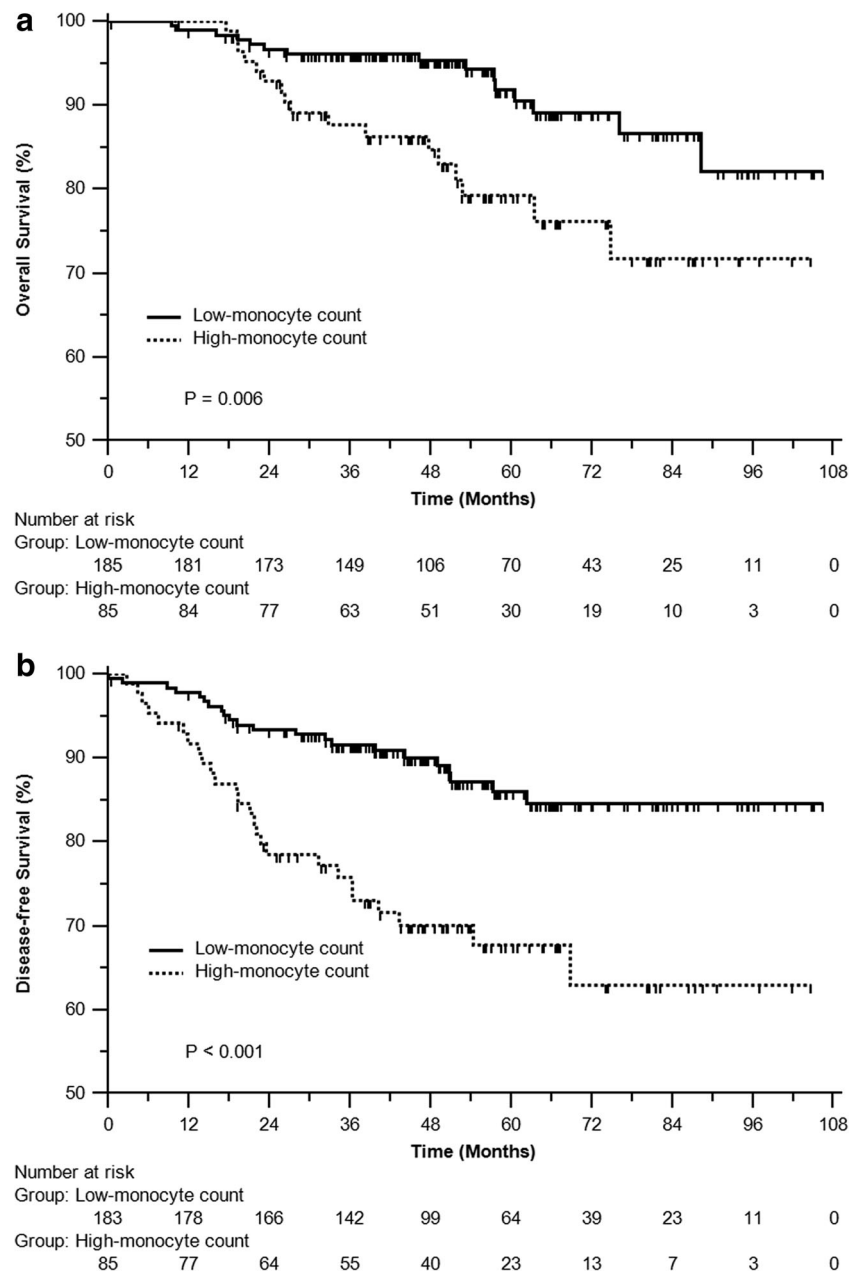 a
100
90
80
70
60
50
Overall Survival (%)
Low-monocyte count
High-monocyte count
P = 0.006
0 12 24 36 48 60 72 84 96 108
Time (Months)
Number at risk
Group: Low-monocyte count
185 181 173 149 106 70 43 25 11 0
Group: High-monocyte count
85 84 77 63 51 30 19 10 3 0
b
100
90
80
70
60
50
Disease-free Survival (%)
Low-monocyte count
High-monocyte count
P < 0.001
0 12 24 36 48 60 72 84 96 108
Time (Months)
Number at risk
Group: Low-monocyte count
183 178 166 142 99 64 39 23 11 0
Group: High-monocyte count
85 77 64 55 40 23 13 7 3 0